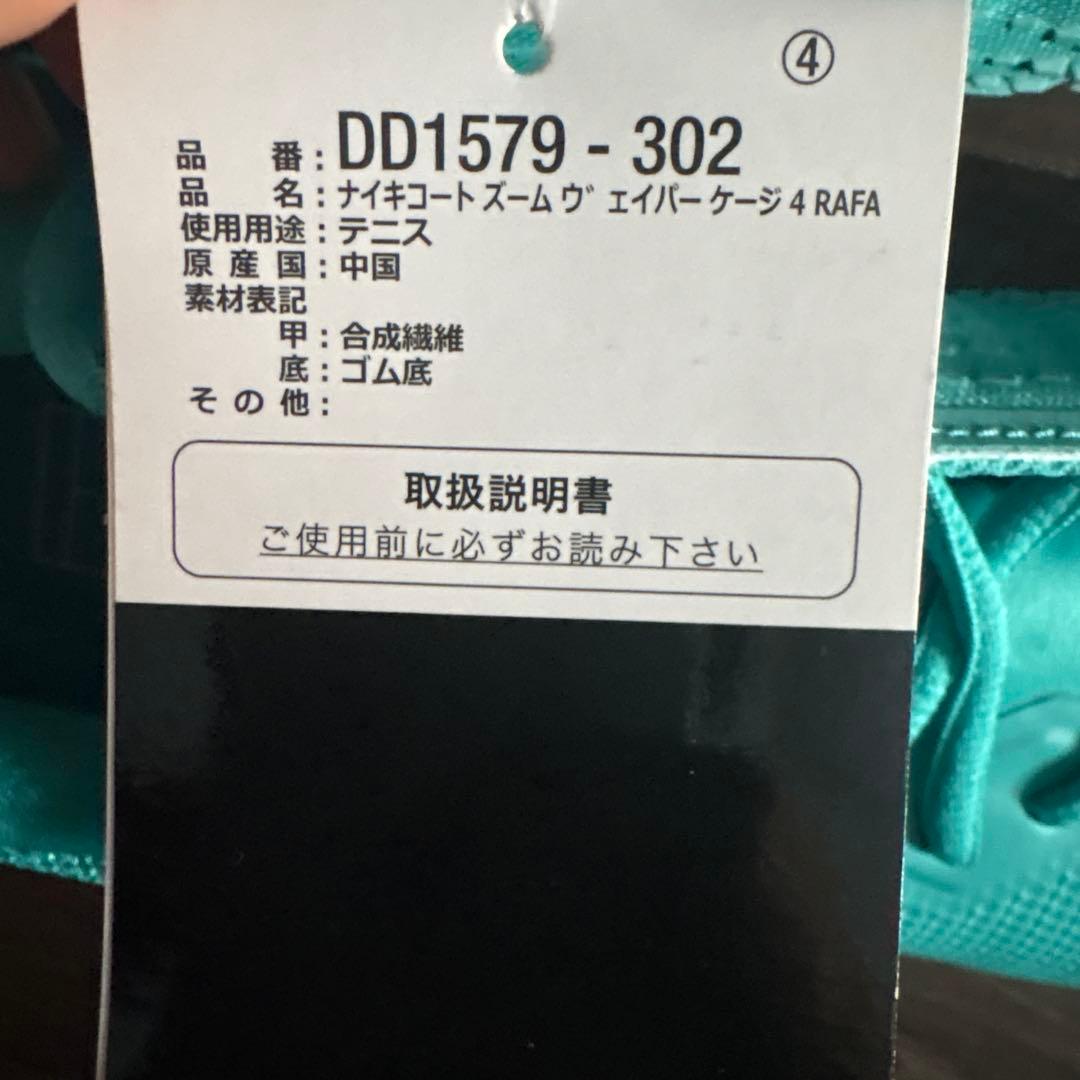 ④
品番:DD1579-302
品名:ナイキコート ズーム ヴェイパー ケージ 4 RAFA
使用用途:テニス
原産国:中国
素材表記
甲:合成繊維
底:ゴム底
その他:
取扱説明書
ご使用前に必ずお読み下さい